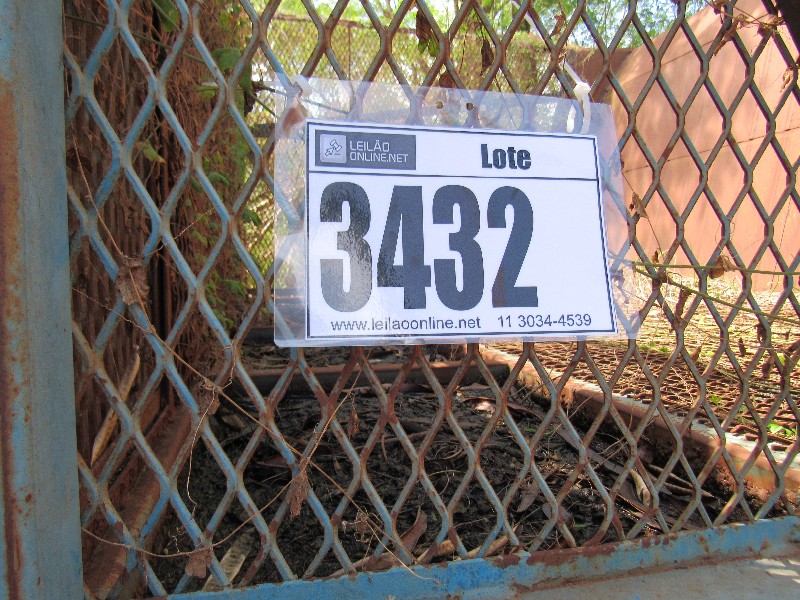 LEILÃO
ONLINE.NET
Lote
3432
www.leilaoonline.net 11 3034-4539